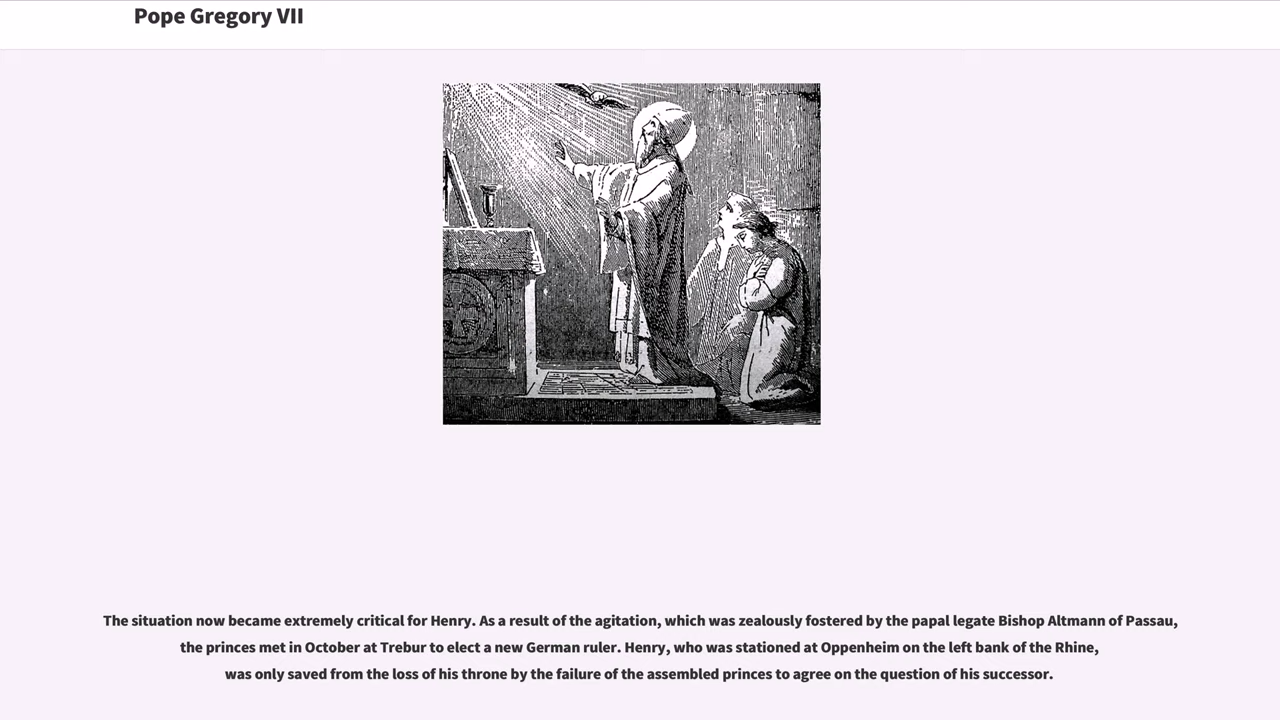 Pope Gregory VII
The situation now became extremely critical for Henry. As a result of the agitation, which was zealously fostered by the papal legate Bishop Altmann of Passau,
the princes met in October at Trebur to elect a new German ruler. Henry, who was stationed at Oppenheim on the left bank of the Rhine,
was only saved from the loss of his throne by the failure of the assembled princes to agree on the question of his successor.